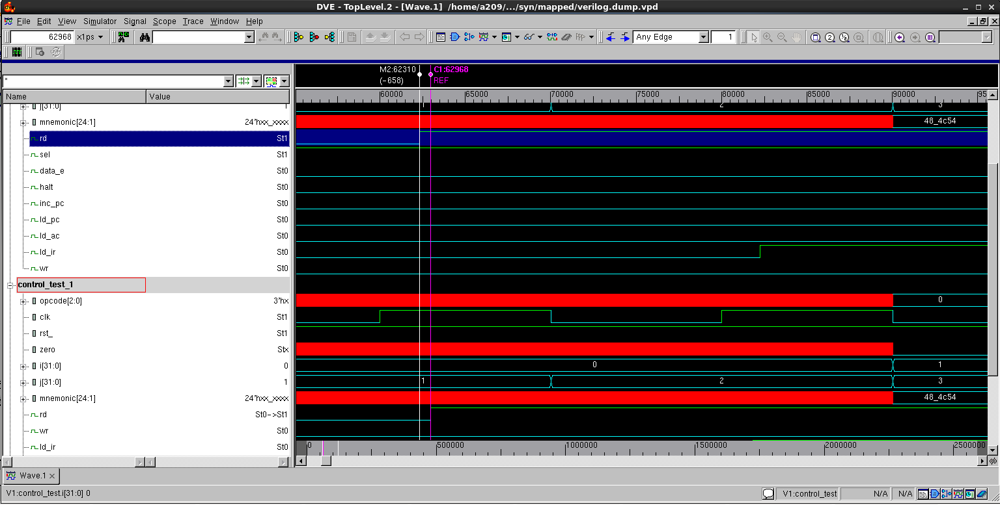 DVE - TopLevel.2 - [Wave.1]  /home/a209/.../syn/mapped/verilog.dump.vpd
File Edit View Simulator Signal Scope Trace Window Help
62968 x1ps Any Edge 1
M2:62310 C1:62968
(-658) REF
*
Name Value
60000 65000 70000 75000 80000 85000 90000 95
j[31:0] 1 1 2 3
mnemonic[24:1] 24'hxx_xxxx 48_4c54
rd St1
sel St1
data_e St0
halt St0
inc_pc St0
ld_pc St0
ld_ac St0
ld_ir St0
wr St0
control_test_1
opcode[2:0] 3'hx 0
clk St1
rst_ St1
zero Stx
i[31:0] 0 0 1
j[31:0] 1 1 2 3
mnemonic[24:1] 24'hxx_xxxx 48_4c54
rd St0->St1
wr St0
ld_ir St0
0 500000 1000000 1500000 2000000 2500000
Wave.1
V1:control_test.i[31:0] 0 V1:control_test N/A N/A